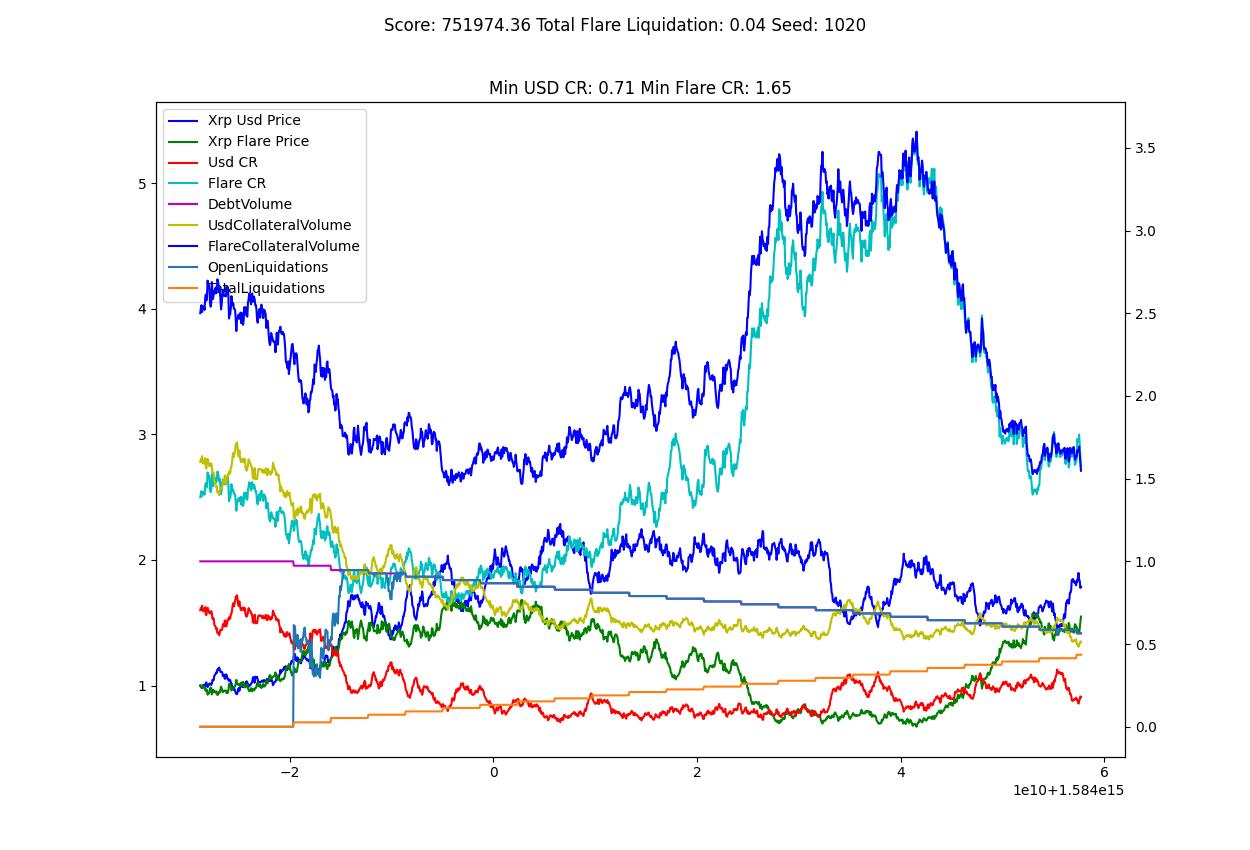 Score: 751974.36 Total Flare Liquidation: 0.04 Seed: 1020
Min USD CR: 0.71 Min Flare CR: 1.65
Xrp Usd Price
Xrp Flare Price
Usd CR
Flare CR
DebtVolume
UsdCollateralVolume
FlareCollateralVolume
OpenLiquidations
TotalLiquidations
5
4
3
2
1
3.5
3.0
2.5
2.0
1.5
1.0
0.5
0.0
−2
0
2
4
6
1e10+1.584e15